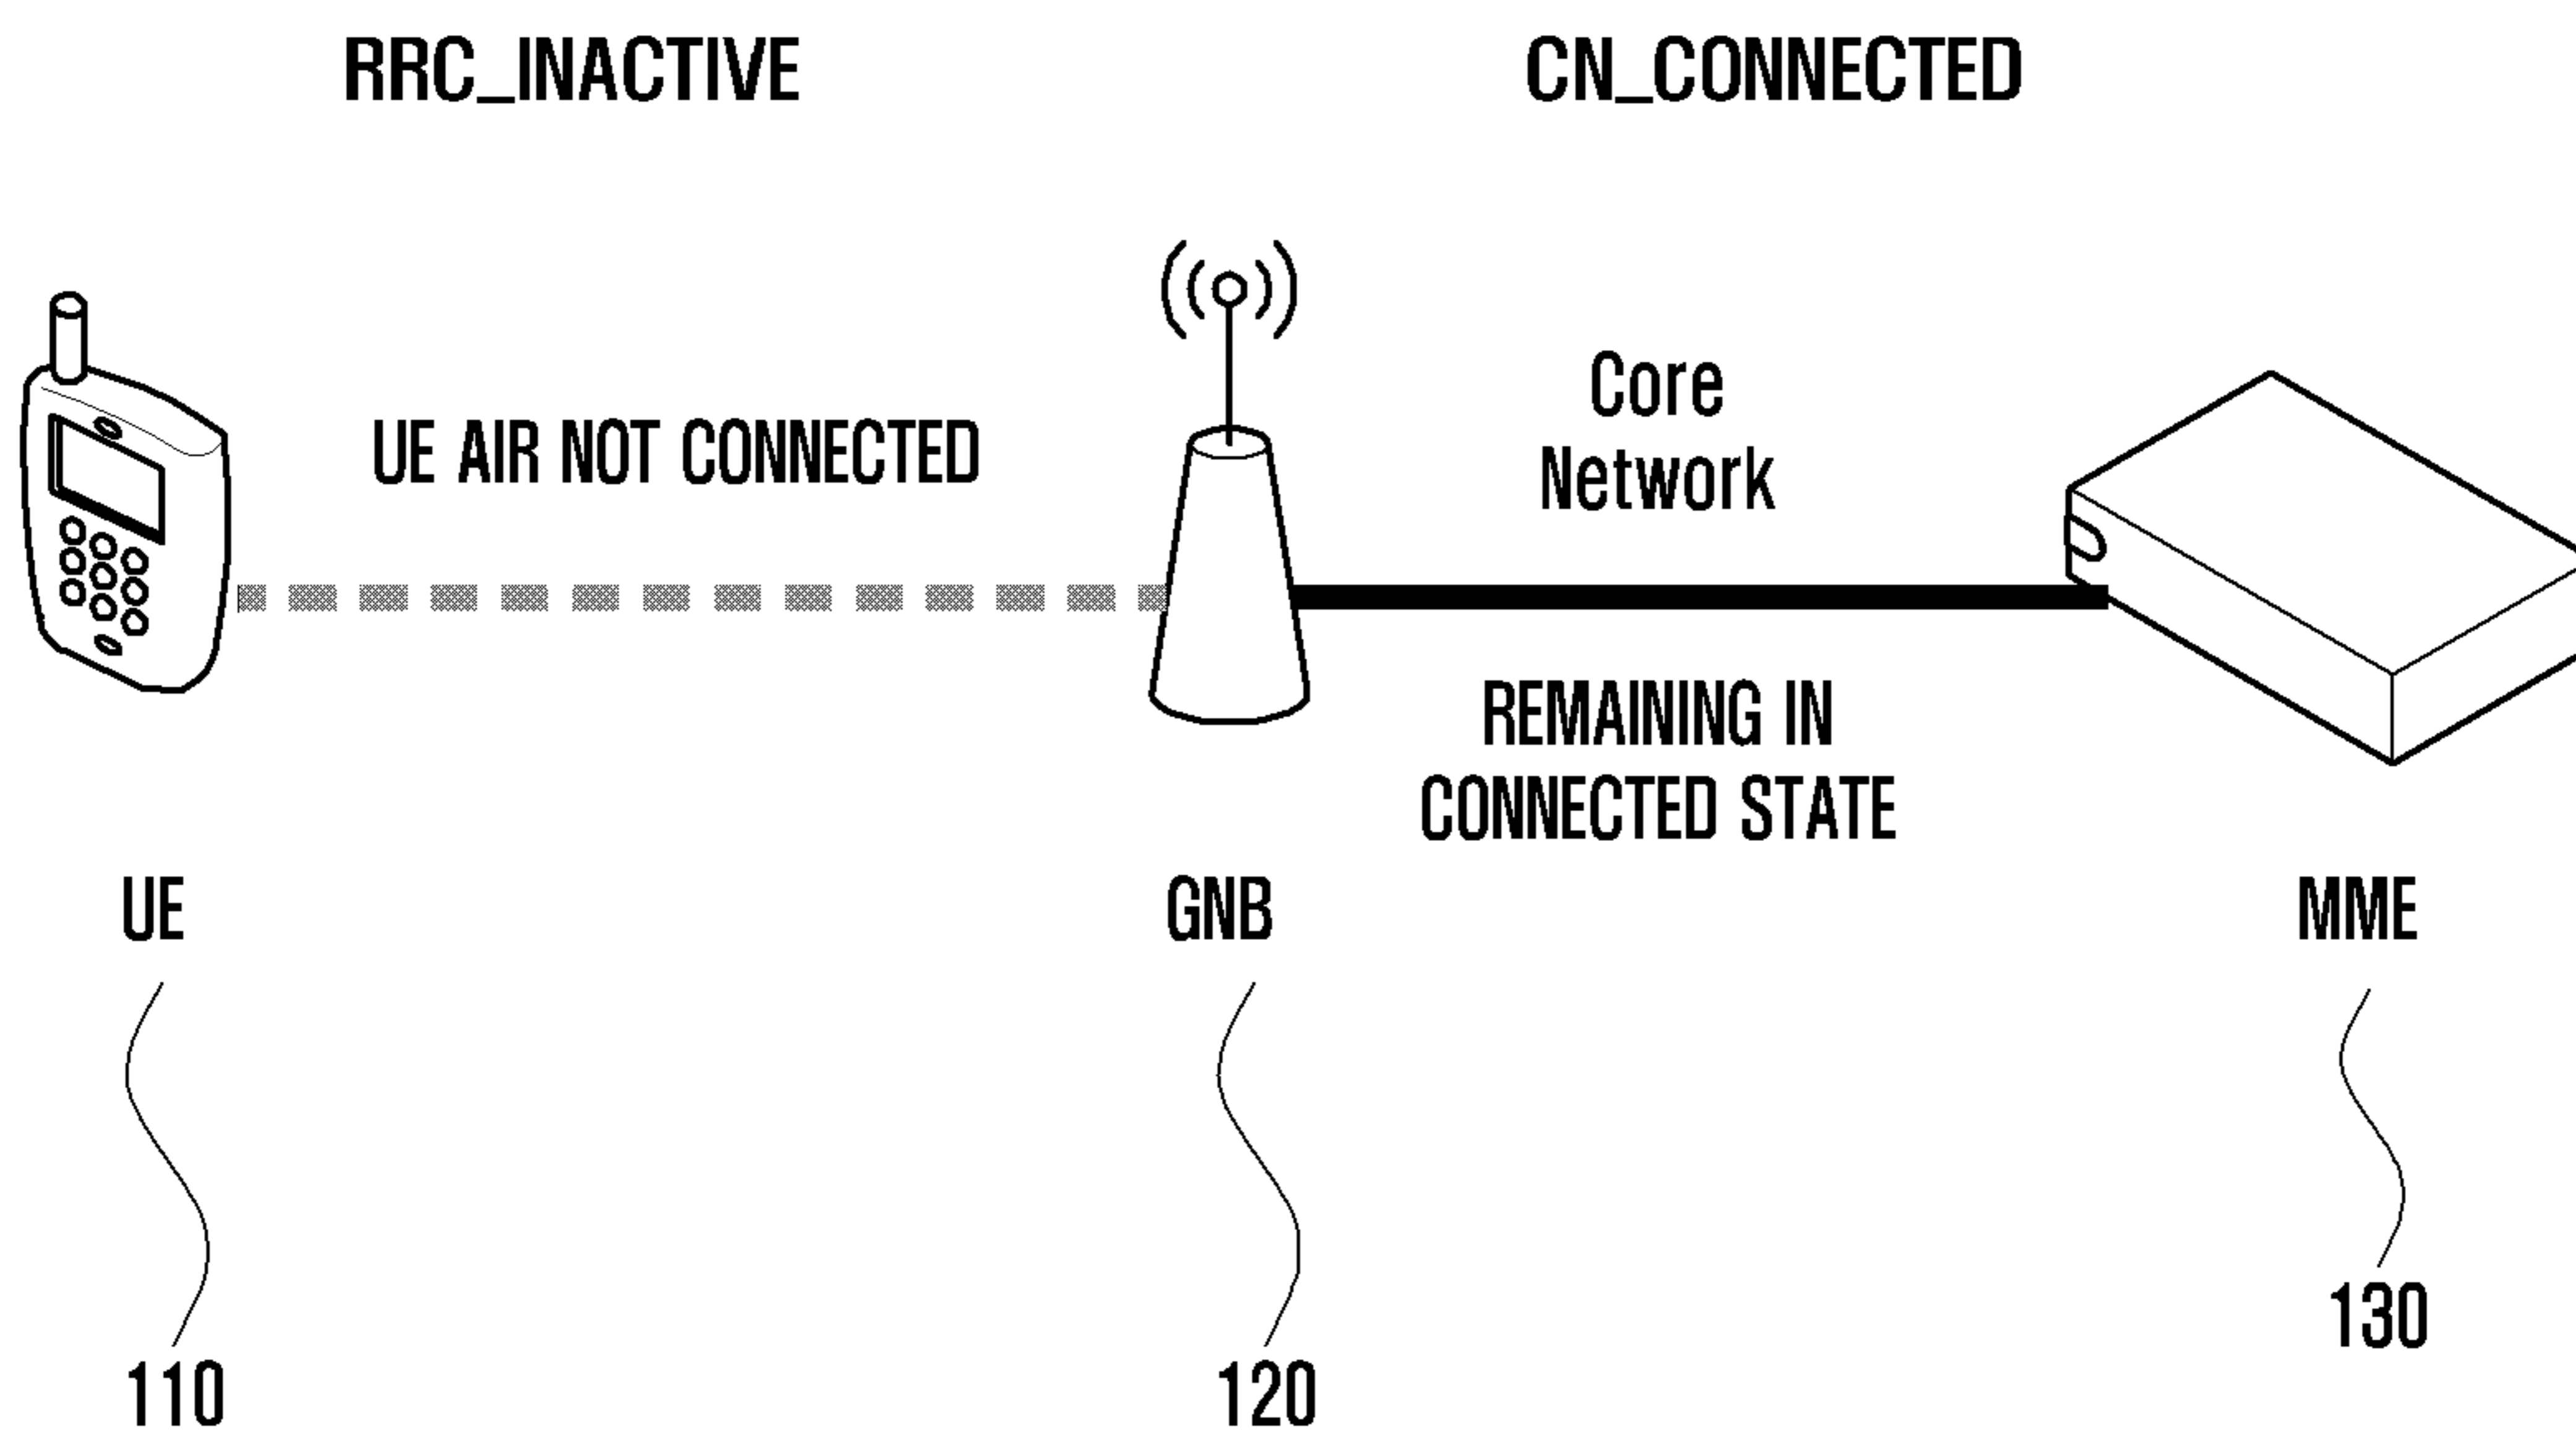 RRC_INACTIVE
CN_CONNECTED
UE AIR NOT CONNECTED
Core
Network
REMAINING IN
CONNECTED STATE
UE
GNB
MME
110
120
130